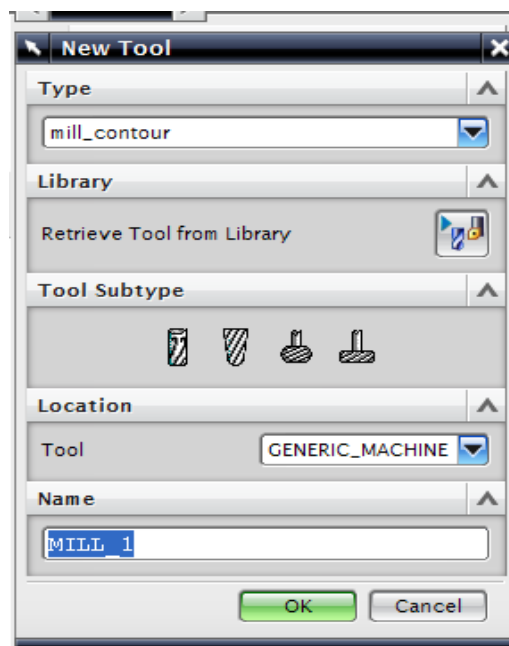 New Tool
Type
mill_contour
Library
Retrieve Tool from Library
Tool Subtype
Location
Tool GENERIC_MACHINE
Name
MILL_1
OK Cancel